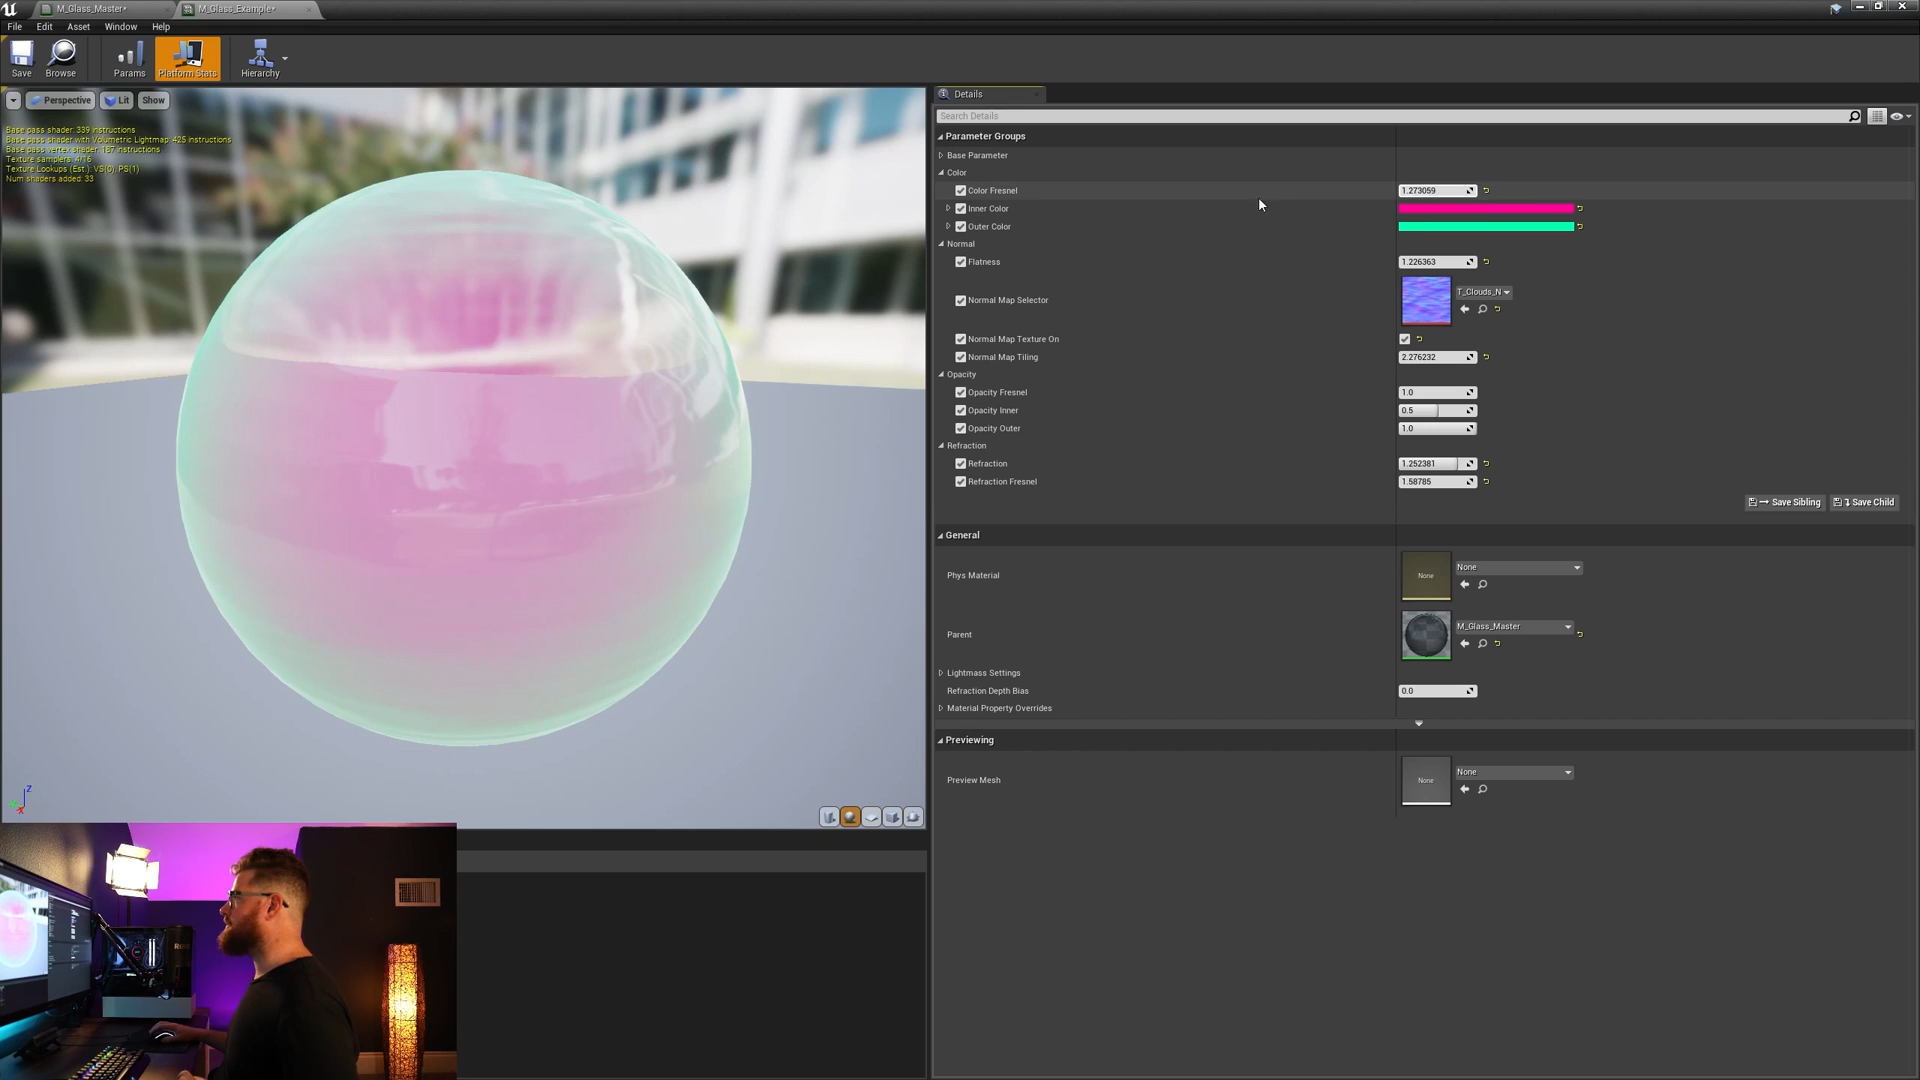 M_Glass_Master*
M_Glass_Example*
File Edit Asset Window Help
Save Browse Params Platform Stats Hierarchy
Perspective Lit Show
Base pass shader: 339 instructions
Base pass shader with Volumetric Lightmap: 425 instructions
Base pass vertex shader: 187 instructions
Texture samplers: 4/16
Texture Lookups (Est.): VS(0), PS(1)
Num shaders added: 33
Z
X
Details
Search Details
Parameter Groups
Base Parameter
Color
Color Fresnel 1.273059
Inner Color
Outer Color
Normal
Flatness 1.226363
Normal Map Selector T_Clouds_N
Normal Map Texture On
Normal Map Tiling 2.276232
Opacity
Opacity Fresnel 1.0
Opacity Inner 0.5
Opacity Outer 1.0
Refraction
Refraction 1.252381
Refraction Fresnel 1.58785
Save Sibling Save Child
General
Phys Material None None
Parent M_Glass_Master
Lightmass Settings
Refraction Depth Bias 0.0
Material Property Overrides
Previewing
Preview Mesh None None